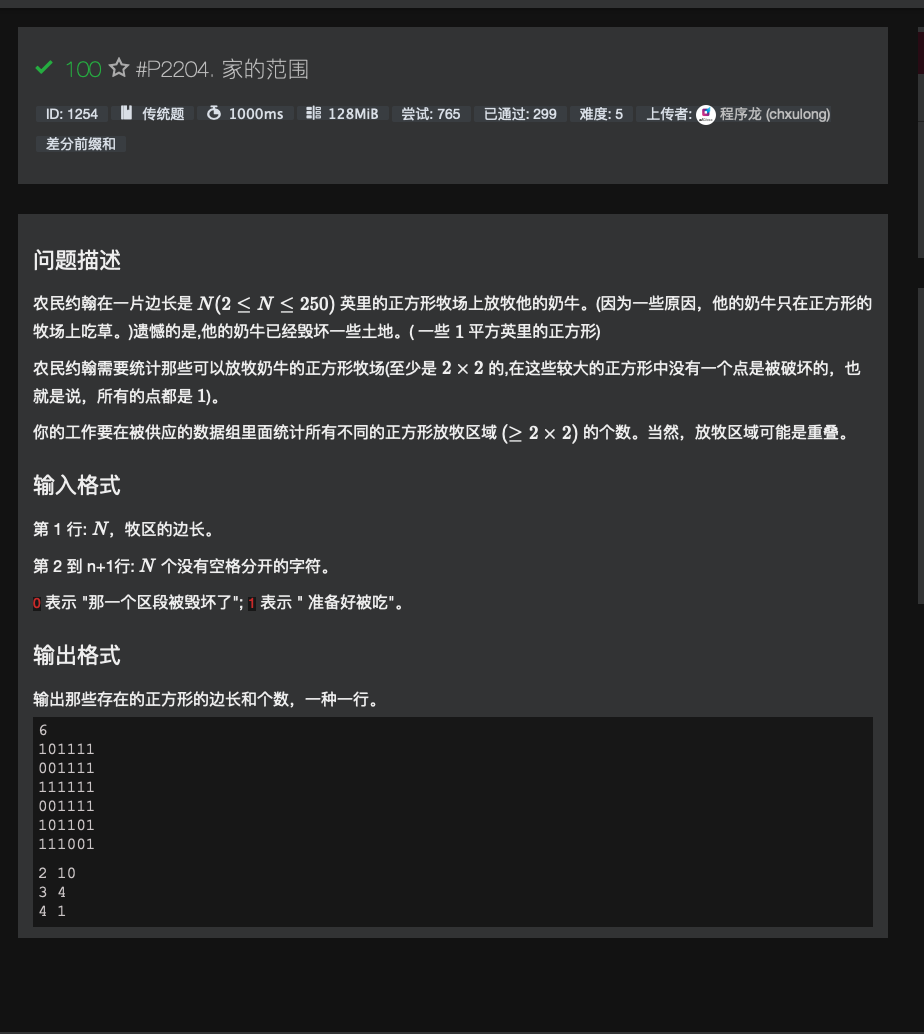 100 #P2204. 家的范围
ID: 1254 传统题 1000ms 128MiB 尝试: 765 已通过: 299 难度: 5 上传者: 程序龙 (chxulong)
差分前缀和
问题描述
农民约翰在一片边长是 N(2 ≤ N ≤ 250) 英里的正方形牧场上放牧他的奶牛。(因为一些原因，他的奶牛只在正方形的
牧场上吃草。)遗憾的是,他的奶牛已经毁坏一些土地。( 一些 1 平方英里的正方形)
农民约翰需要统计那些可以放牧奶牛的正方形牧场(至少是 2 × 2 的,在这些较大的正方形中没有一个点是被破坏的，也
就是说，所有的点都是 1)。
你的工作要在被供应的数据组里面统计所有不同的正方形放牧区域 (≥ 2 × 2) 的个数。当然，放牧区域可能是重叠。
输入格式
第 1 行: N，牧区的边长。
第 2 到 n+1行: N 个没有空格分开的字符。
0 表示 "那一个区段被毁坏了"; 1 表示 " 准备好被吃"。
输出格式
输出那些存在的正方形的边长和个数，一种一行。
6
101111
001111
111111
001111
101101
111001
2 10
3 4
4 1